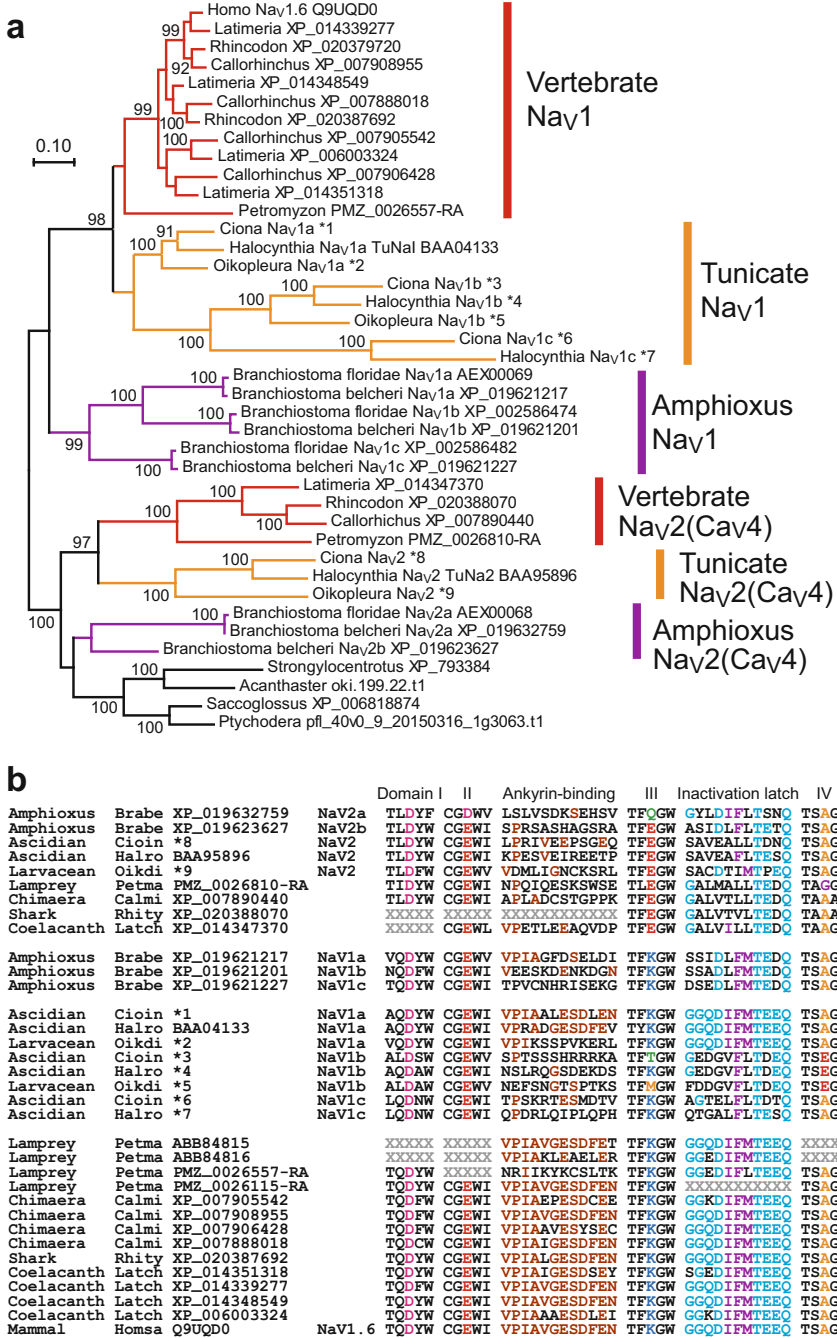 a
Homo NaV1.6 Q9UQD0
Latimeria XP_014339277
Rhincodon XP_020379720
Callorhinchus XP_007908955
Latimeria XP_014348549
Callorhinchus XP_007888018
Rhincodon XP_020387692
Callorhinchus XP_007905542
Latimeria XP_006003324
Callorhinchus XP_007906428
Latimeria XP_014351318
Petromyzon PMZ_0026557-RA
Ciona NaV1a *1
Halocynthia NaV1a TuNaI BAA04133
Oikopleura NaV1a *2
Ciona NaV1b *3
Halocynthia NaV1b *4
Oikopleura NaV1b *5
Ciona NaV1c *6
Halocynthia NaV1c *7
Branchiostoma floridae NaV1a AEX00069
Branchiostoma belcheri NaV1a XP_019621217
Branchiostoma floridae NaV1b XP_002586474
Branchiostoma belcheri NaV1b XP_019621201
Branchiostoma floridae NaV1c XP_002586482
Branchiostoma belcheri NaV1c XP_019621227
Latimeria XP_014347370
Rhincodon XP_020388070
Callorhichus XP_007890440
Petromyzon PMZ_0026810-RA
Ciona NaV2 *8
Halocynthia NaV2 TuNa2 BAA95896
Oikopleura NaV2 *9
Branchiostoma floridae NaV2a AEX00068
Branchiostoma belcheri NaV2a XP_019632759
Branchiostoma belcheri NaV2b XP_019623627
Strongylocentrotus XP_793384
Acanthaster oki.199.22.t1
Saccoglossus XP_006818874
Ptychodera pfl_40v0_9_20150316_1g3063.t1
0.10
99
92
99
100
100
98
91
100
100
100
100
100
100
100
100
99
100
100
100
100
97
100
100
100
100
100
100
100
Vertebrate
NaV1
Tunicate
NaV1
Amphioxus
NaV1
Vertebrate
NaV2(CaV4)
Tunicate
NaV2(CaV4)
Amphioxus
NaV2(CaV4)
b
Domain I II Ankyrin-binding III Inactivation latch IV
Amphioxus Brabe XP_019632759 NaV2a TLDYF CGDWV LSLVSDKSEHSV TFQGW GYLDIFLTSNQ TSAG
Amphioxus Brabe XP_019623627 NaV2b TLDYW CGEWI SPRSASHAGSRA TFEGW ASIDLFLTETQ TSAG
Ascidian Cioin *8 NaV2 TLDYW CGEWI LPRIVEEPSGEQ TFEGW SAVEALLTDNQ TSAG
Ascidian Halro BAA95896 NaV2 TLDYW CGEWI KPESVEIREETP TFEGW SAVEAFLTESQ TSAG
Larvacean Oikdi *9 NaV2 TLDFW CGEWV VDMLIGNCKSRL TFEGW SACDTIMTPEQ TSAG
Lamprey Petma PMZ_0026810-RA TIDYW CGEWI NPQIQESKSWSE TLEGW GALMALLTEDQ TAGG
Chimaera Calmi XP_007890440 TLDFW CGEWI APLADCSTGPPK TFEGW GALVTLLTEDQ TAAA
Shark Rhity XP_020388070 XXXXX XXXXX XXXXXXXXXXXX TFEGW GALVTVLTEDQ TAAA
Coelacanth Latch XP_014347370 TLDYW CGEWL VPETLEEAQVDP TFEGW GALVILLTEDQ TAAG
Amphioxus Brabe XP_019621217 NaV1a VQDYW CGEWV VPIAGFDSELDI TFKGW SSIDLFMTEDQ TSAG
Amphioxus Brabe XP_019621201 NaV1b TQDFW CGEWI VEESKDENKDGN TFKGW SSADLFMTEDQ TSAG
Amphioxus Brabe XP_019621227 NaV1c TQDYW CGEWI TPVCNHRISEKG TFKGW GSIDLFMTEDQ TSAG
Ascidian Cioin *1 NaV1a AQDYW CGEWI VPIAALESDLEN TFKGW GGQDIFMTEEQ TSAG
Ascidian Halro BAA04133 NaV1a AQDYW CGEWI VPRADGESDFEV TYKGW GGQDIFMTEEQ TSAG
Larvacean Oikdi *2 NaV1a VQDYW CGEWI VPIKSSPVKERL TFKGW GGQDIFMTEEQ TSAG
Ascidian Cioin *3 NaV1b ALDYW CGEWV SPTSSSHRRRKA TFTGW GEDGVFLTDEQ TSEG
Ascidian Halro *4 NaV1b AQDAW CGEWI NSLRQGESDKDS TFKGW GEDGVFLTDEQ TSEG
Larvacean Oikdi *5 NaV1b ALDAW CGEWV NEFSNGTSPTKS TFMGW FDDGVFLTDEQ TSEG
Ascidian Cioin *6 NaV1c LQDNW CGEWI TPSKRTESMDTV TFKGW AGTELFLTDTQ TSAG
Ascidian Halro *7 NaV1c LQDNW CGEWI QPDRLQIPLQPH TFKGW QTGALFLTESQ TSAG
Lamprey Petma ABB84815 XXXXX XXXXX VPIAVGESDFET TFKGW GGQDIFMTEEQ XXXX
Lamprey Petma ABB84816 XXXXX XXXXX VPIAKLEAELER TFKGW GGEDIFMTEEQ XXXX
Lamprey Petma PMZ_0026557-RA TQDYW XXXXX NRIIKYKCSLTK TFKGW GGEDIFLTEEQ TSAG
Lamprey Petma PMZ_0026115-RA TQDYW CGEWI VPIAVGESDFEN TFKGW XXXXXXXXXXX TSAG
Chimaera Calmi XP_007905542 TQDCW CGEWI VPIAEPESDCEE TFKGW GGKDIFMTEEQ TSAG
Chimaera Calmi XP_007908955 TQDFW CGEWI VPIAVGESDFEN TFKGW GGQDIFMTEEQ TSAG
Chimaera Calmi XP_007906428 TQDFW CGEWI VPIAAVESYSEC TFKGW GGQDIFMTEEQ TSAG
Chimaera Calmi XP_007888018 TQDCW CGEWI VPIAVGESDFEN TFKGW GGQDIFMTEEQ TSAG
Shark Rhity XP_020387692 TQDYW CGEWI VPIAVGESDFEN TFKGW GGQDIFMTEEQ TSAG
Coelacanth Latch XP_014351318 TQDYW CGEWI VPIAIGESDSEY TFKGW SGEDIFMTEEQ TSAG
Coelacanth Latch XP_014339277 TQDFW CGEWI VPIAVGESDFEN TFKGW GGQDIFMTEEQ TSAG
Coelacanth Latch XP_014348549 TQDFW CGEWI VPIAVGESDFEN TFKGW GGQDIFMTEEQ TSAG
Coelacanth Latch XP_006003324 TQDYW CGEWI VPIAAAESDLEI TFKGW GGKDIFMTEEQ TSAG
Mammal Homsa Q9UQD0 NaV1.6 TQDYW CGEWI VPIAVGESDFEN TFKGW GGQDIFMTEEQ TSAG